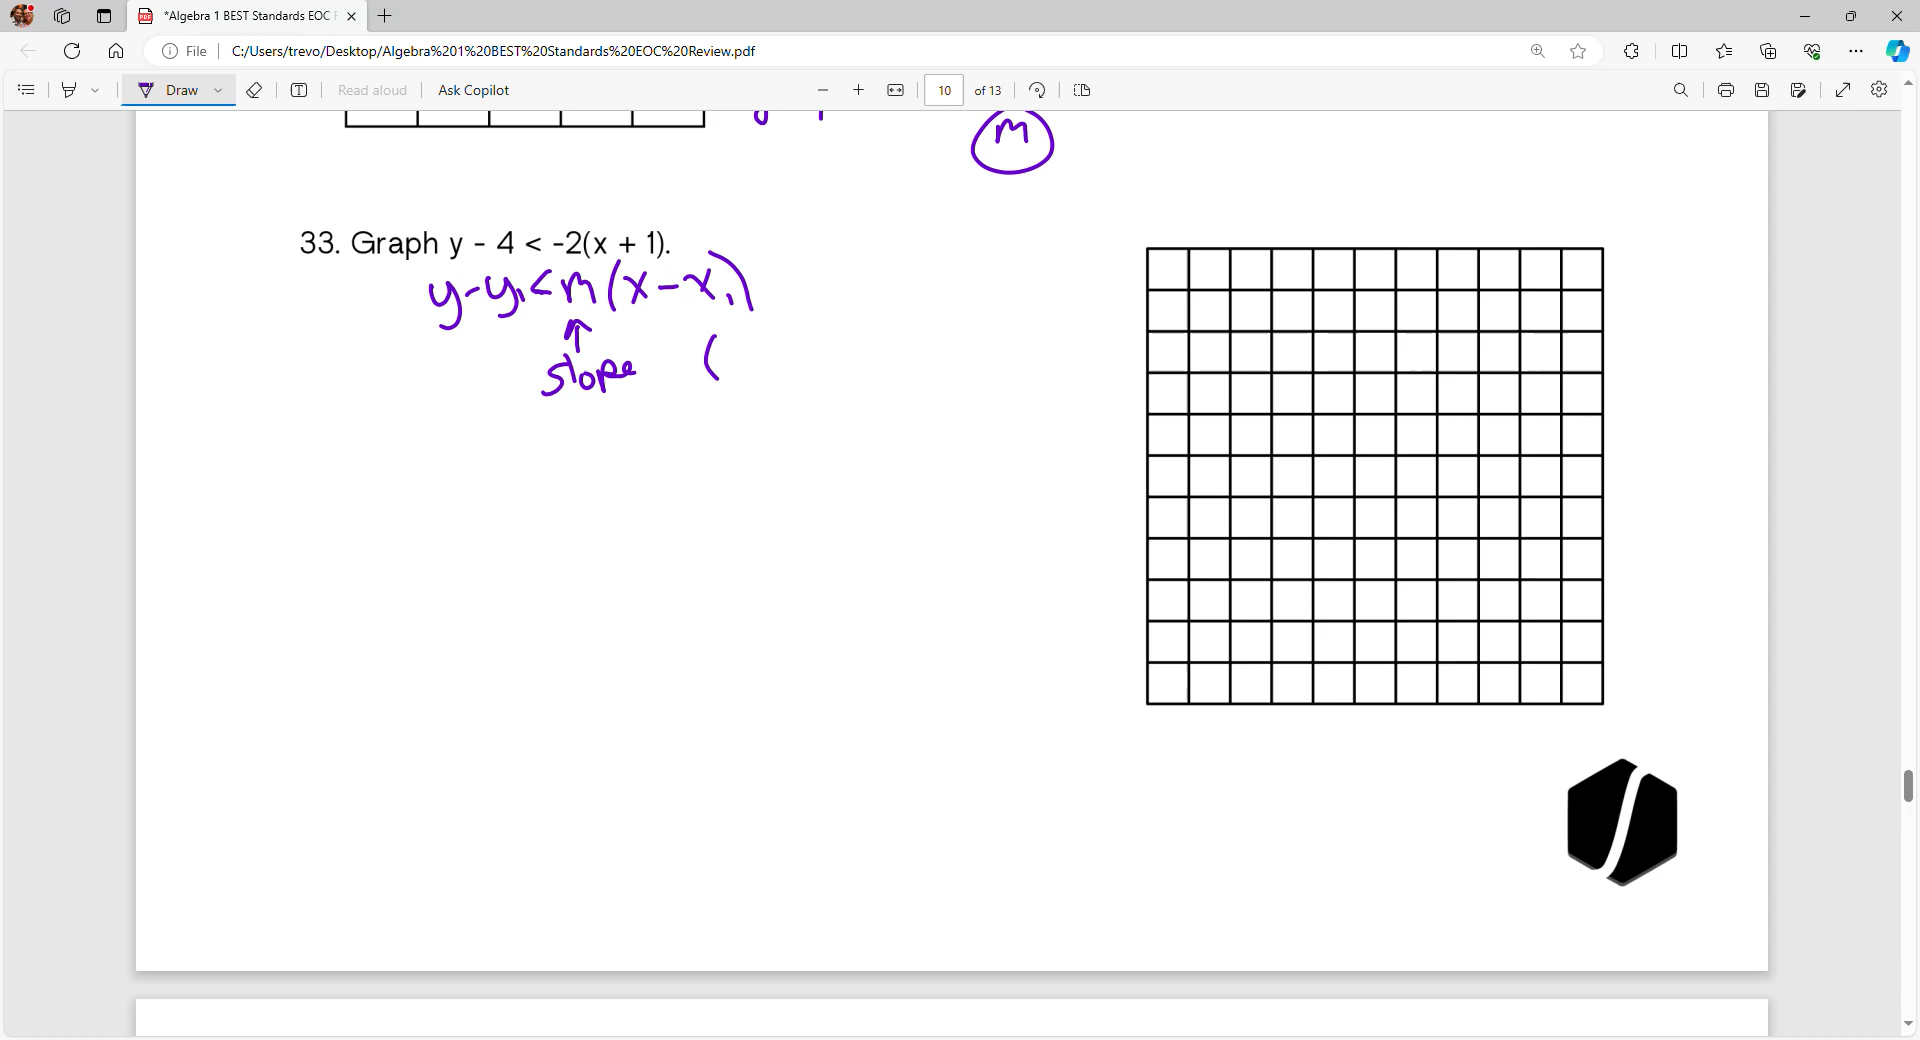 *Algebra 1 BEST Standards EOC
File
C:/Users/trevo/Desktop/Algebra%201%20BEST%20Standards%20EOC%20Review.pdf
Draw
Read aloud
Ask Copilot
10 of 13
m
33. Graph y - 4 < -2(x + 1).
y-y₁<m(x-x₁)
slope (